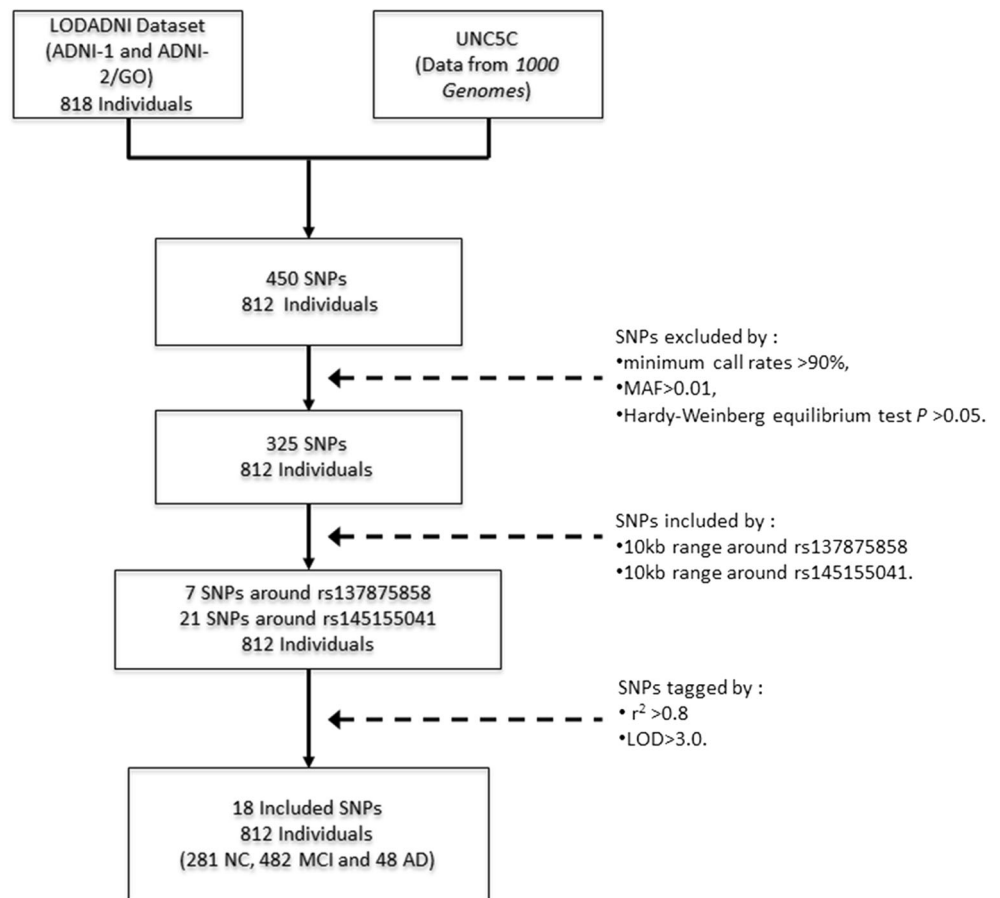 LODADNI Dataset
(ADNI-1 and ADNI-
2/GO)
818 Individuals
UNC5C
(Data from 1000
Genomes)
450 SNPs
812 Individuals
SNPs excluded by :
•minimum call rates >90%,
•MAF>0.01,
•Hardy-Weinberg equilibrium test P >0.05.
325 SNPs
812 Individuals
SNPs included by :
•10kb range around rs137875858
•10kb range around rs145155041.
7 SNPs around rs137875858
21 SNPs around rs145155041
812 Individuals
SNPs tagged by :
• r² >0.8
•LOD>3.0.
18 Included SNPs
812 Individuals
(281 NC, 482 MCI and 48 AD)